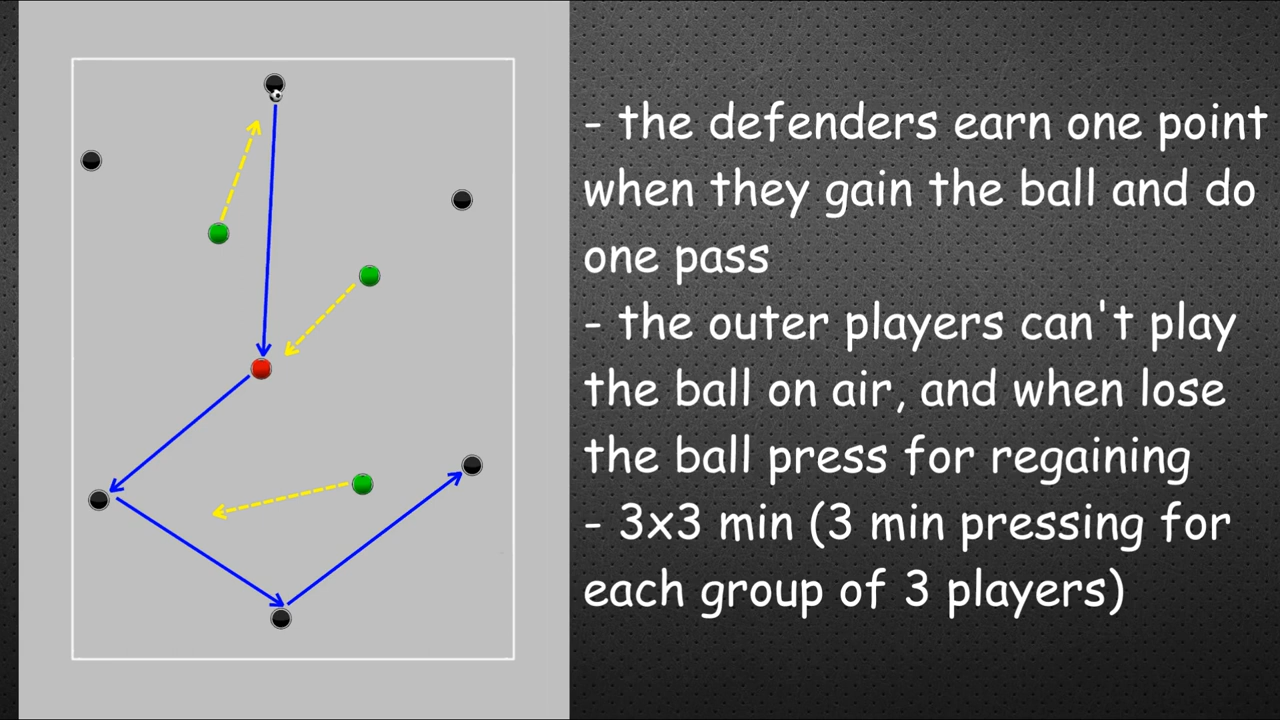 - the defenders earn one point
when they gain the ball and do
one pass
- the outer players can't play
the ball on air, and when lose
the ball press for regaining
- 3x3 min (3 min pressing for
each group of 3 players)